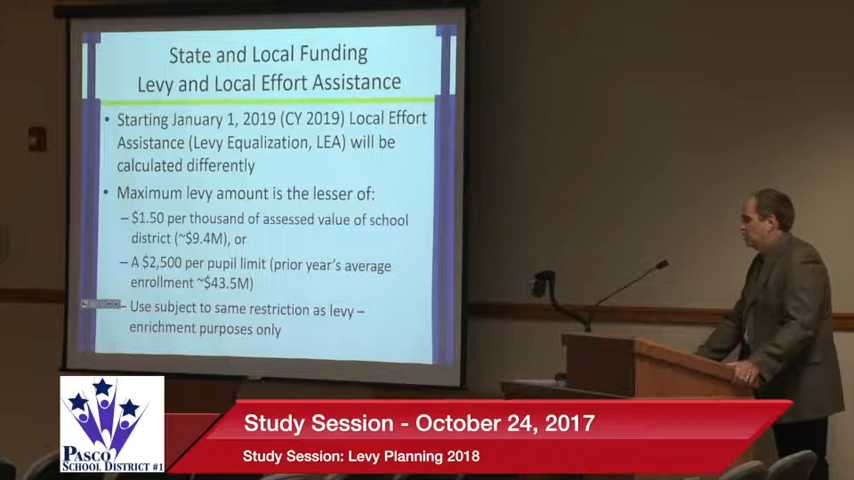 State and Local Funding
Levy and Local Effort Assistance
• Starting January 1, 2019 (CY 2019) Local Effort
Assistance (Levy Equalization, LEA) will be
calculated differently
• Maximum levy amount is the lesser of:
– $1.50 per thousand of assessed value of school
district (~$9.4M), or
– A $2,500 per pupil limit (prior year's average
enrollment ~$43.5M)
– Use subject to same restriction as levy –
enrichment purposes only
Study Session - October 24, 2017
Study Session: Levy Planning 2018
PASCO
SCHOOL DISTRICT #1